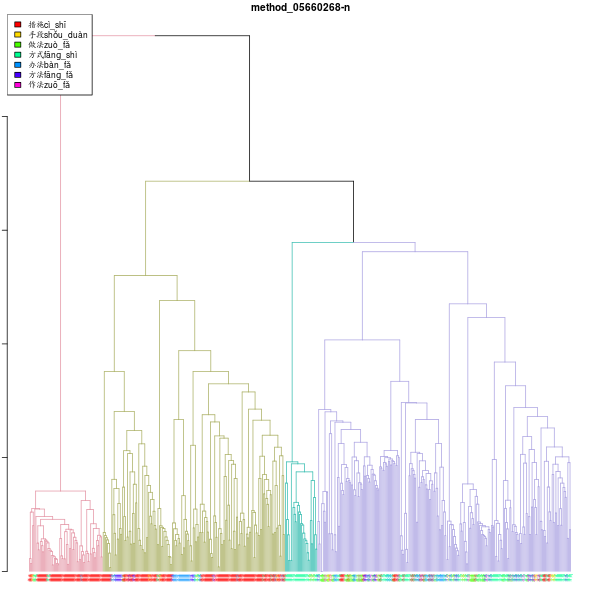 method_05660268-n
措施cì_shī
手段shǒu_duàn
做法zuò_fǎ
方式fāng_shì
办法bàn_fǎ
方法fāng_fǎ
作法zuō_fǎ